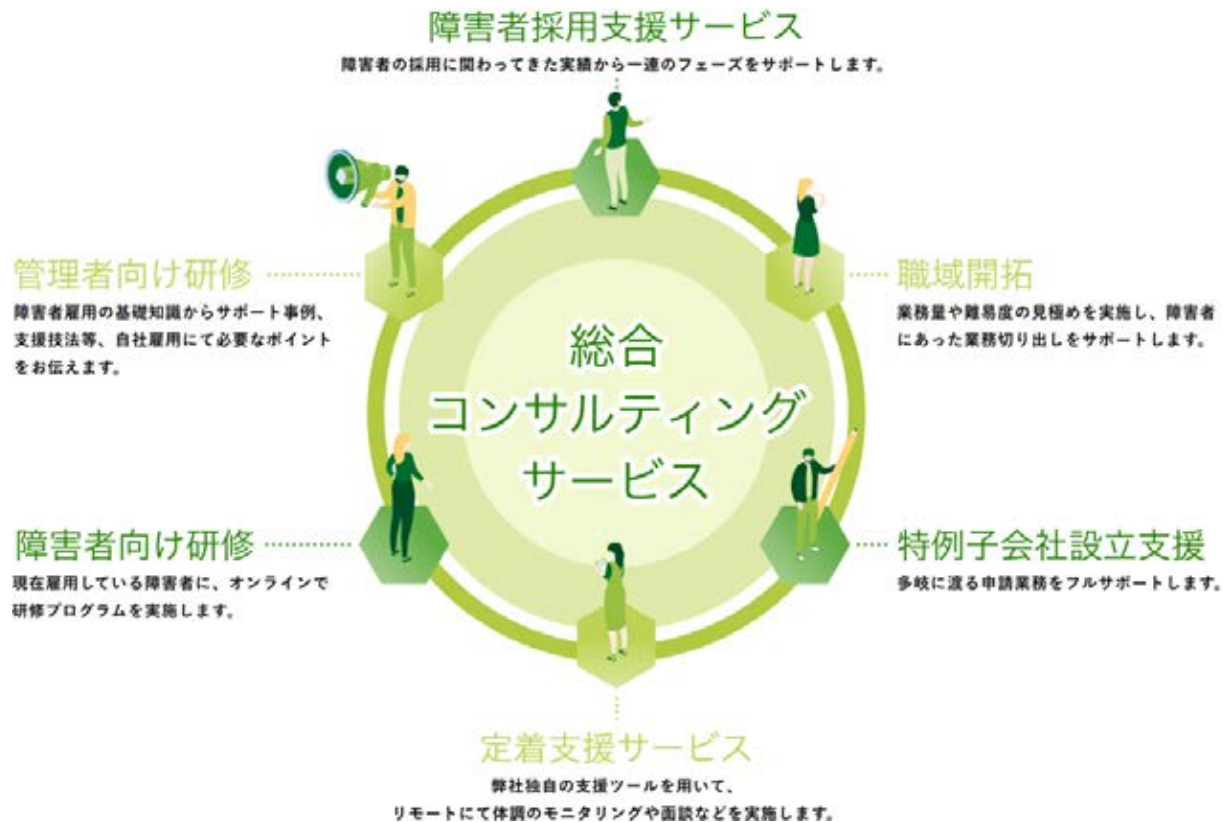 障害者採用支援サービス
障害者の採用に関わってきた実績から一連のフェーズをサポートします。
管理者向け研修
障害者雇用の基礎知識からサポート事例、
支援技法等、自社雇用にて必要なポイント
をお伝えます。
職域開拓
業務量や難易度の見極めを実施し、障害者
にあった業務切り出しをサポートします。
総合
コンサルティング
サービス
障害者向け研修
現在雇用している障害者に、オンラインで
研修プログラムを実施します。
特例子会社設立支援
多岐に渡る申請業務をフルサポートします。
定着支援サービス
弊社独自の支援ツールを用いて、
リモートにて体調のモニタリングや面談などを実施します。